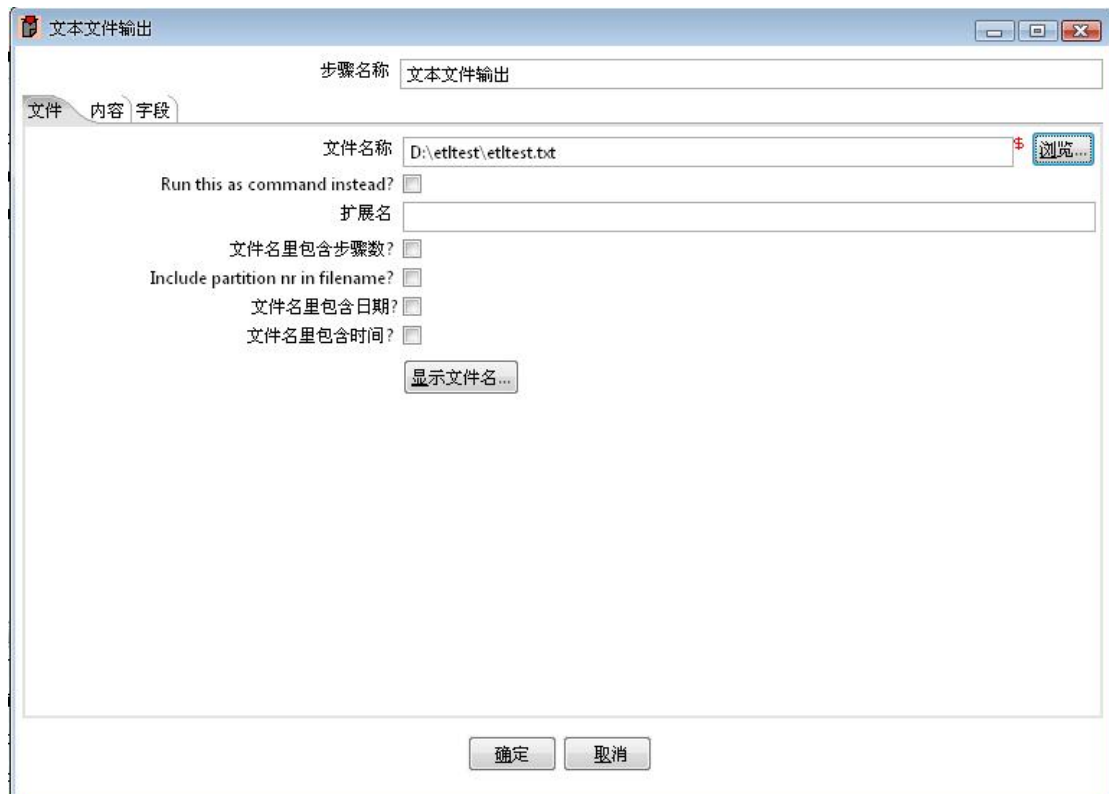 文本文件输出
步骤名称 文本文件输出
文件 内容 字段
文件名称 D:\etltest\etltest.txt $ 浏览...
Run this as command instead?
扩展名
文件名里包含步骤数?
Include partition nr in filename?
文件名里包含日期?
文件名里包含时间?
显示文件名...
确定 取消